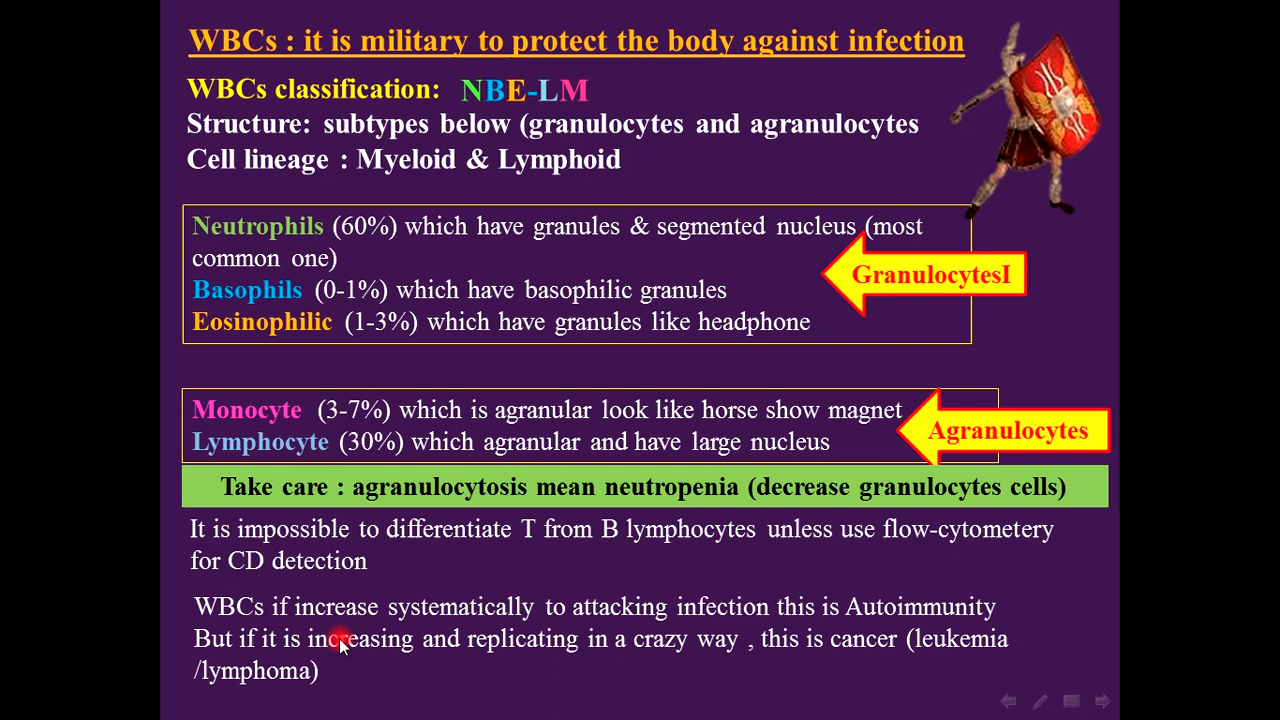 WBCs : it is military to protect the body against infection
WBCs classification: NBE-LM
Structure: subtypes below (granulocytes and agranulocytes
Cell lineage : Myeloid & Lymphoid
Neutrophils (60%) which have granules & segmented nucleus (most
common one)
Basophils (0-1%) which have basophilic granules
Eosinophilic (1-3%) which have granules like headphone
GranulocytesI
Monocyte (3-7%) which is agranular look like horse show magnet
Lymphocyte (30%) which agranular and have large nucleus
Agranulocytes
Take care : agranulocytosis mean neutropenia (decrease granulocytes cells)
It is impossible to differentiate T from B lymphocytes unless use flow-cytometery
for CD detection
WBCs if increase systematically to attacking infection this is Autoimmunity
But if it is increasing and replicating in a crazy way , this is cancer (leukemia
/lymphoma)